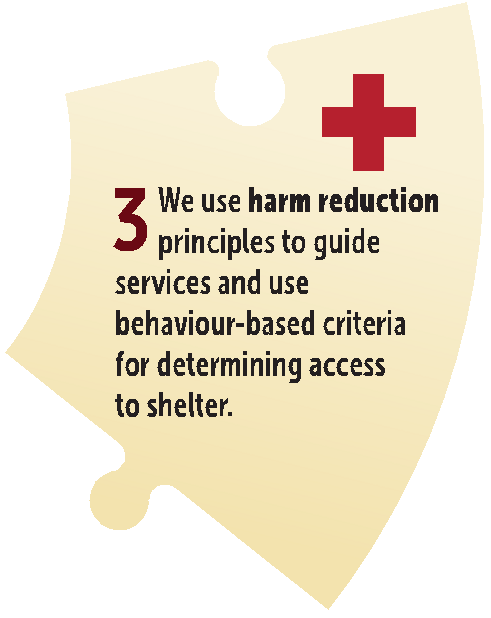 3 We use harm reduction
principles to guide
services and use
behaviour-based criteria
for determining access
to shelter.